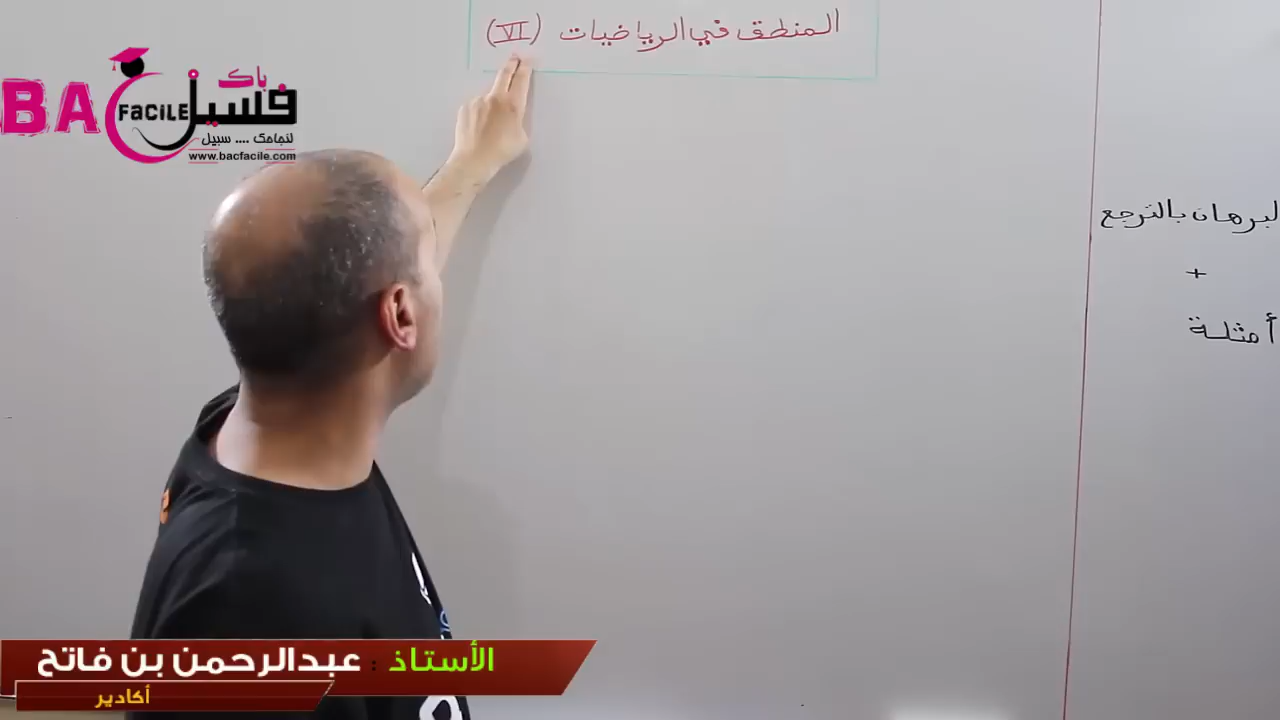 المنطق في الرياضيات (VI)
BAC FACILE
باك
فسيل
لنجاحك .... سبيل
www.bacfacile.com
البرهان بالترجع
+
أمثلة
الأستاذ : عبدالرحمن بن فاتح
أكادير